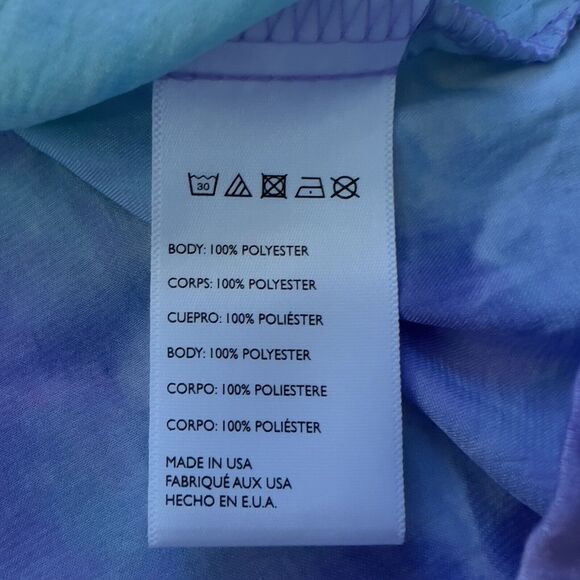 30
BODY: 100% POLYESTER
CORPS: 100% POLYESTER
CUEPRO: 100% POLIÉSTER
BODY: 100% POLYESTER
CORPO: 100% POLIESTERE
CORPO: 100% POLIÉSTER
MADE IN USA
FABRIQUÉ AUX USA
HECHO EN E.U.A.